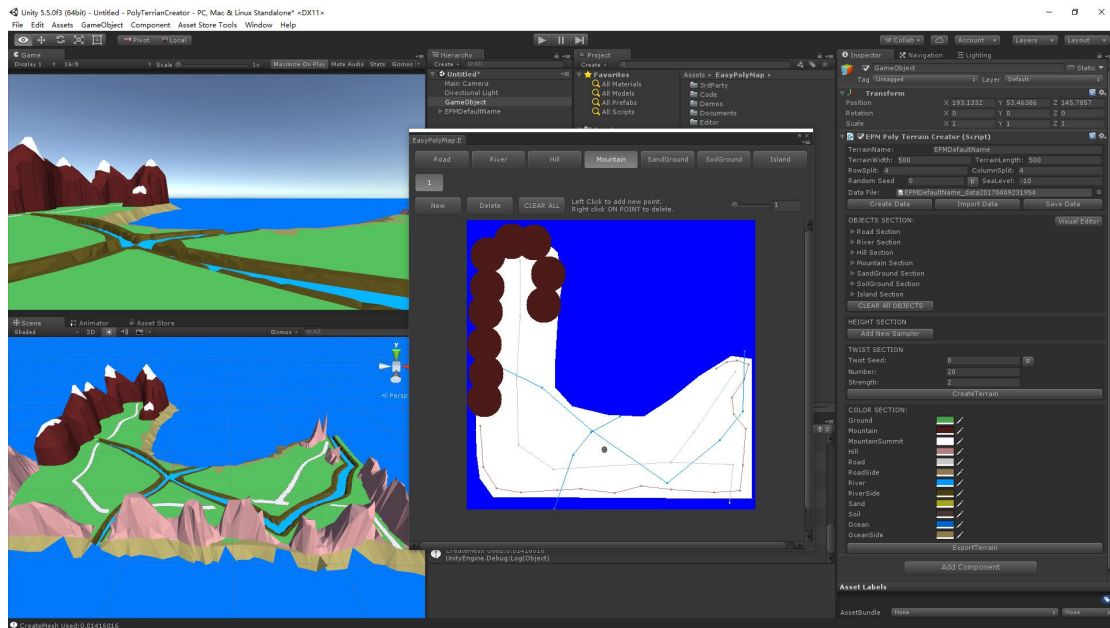 Unity 5.5.0f3 (64bit) - Untitled - PolyTerrianCreator - PC, Mac & Linux Standalone* <DX11>
File Edit Assets GameObject Component Asset Store Tools Window Help
Pivot Local
Collab Account Layers Layout
Game
Display 1 16:9 Scale 1x Maximize On Play Mute Audio Stats Gizmos
Hierarchy
Create All
Untitled*
Main Camera
Directional Light
GameObject
EPMDefaultName
Project
Create
Favorites
All Materials
All Models
All Prefabs
All Scripts
Assets EasyPolyMap
3rdParty
Code
Demos
Documents
Editor
EasyPolyMap.E
Road River Hill Mountain SandGround SoilGround Island
1
New Delete CLEAR ALL
Left Click to add new point.
Right click ON POINT to delete.
1
Scene Animator Asset Store
Shaded 2D Gizmos All
y
x
Persp
CreateMesh Used:0.01416016
UnityEngine.Debug:Log(Object)
CreateMesh Used:0.01416016
Inspector Navigation Lighting
GameObject Static
Tag Untagged Layer Default
Transform
Position X 193.1332 Y 53.46386 Z 145.7857
Rotation X 0 Y 0 Z 0
Scale X 1 Y 1 Z 1
EPM Poly Terrain Creator (Script)
TerrainName: EPMDefaultName
TerrainWidth: 500 TerrainLength: 500
RowSplit: 4 ColumnSplit: 4
Random Seed 0 R SeaLevel: -10
Data File: EPMDefaultName_data20170409231954
Create Data Import Data Save Data
OBJECTS SECTION: Visual Editor
Road Section
River Section
Hill Section
Mountain Section
SandGround Section
SoilGround Section
Island Section
CLEAR All OBJECTS
HEIGHT SECTION
Add New Sampler
TWIST SECTION
Twist Seed: 0 R
Number: 20
Strength: 2
CreateTerrain
COLOR SECTION:
Ground
Mountain
MountainSummit
Hill
Road
RoadSide
River
RiverSide
Sand
Soil
Ocean
OceanSide
ExportTerrain
Add Component
Asset Labels
AssetBundle None None